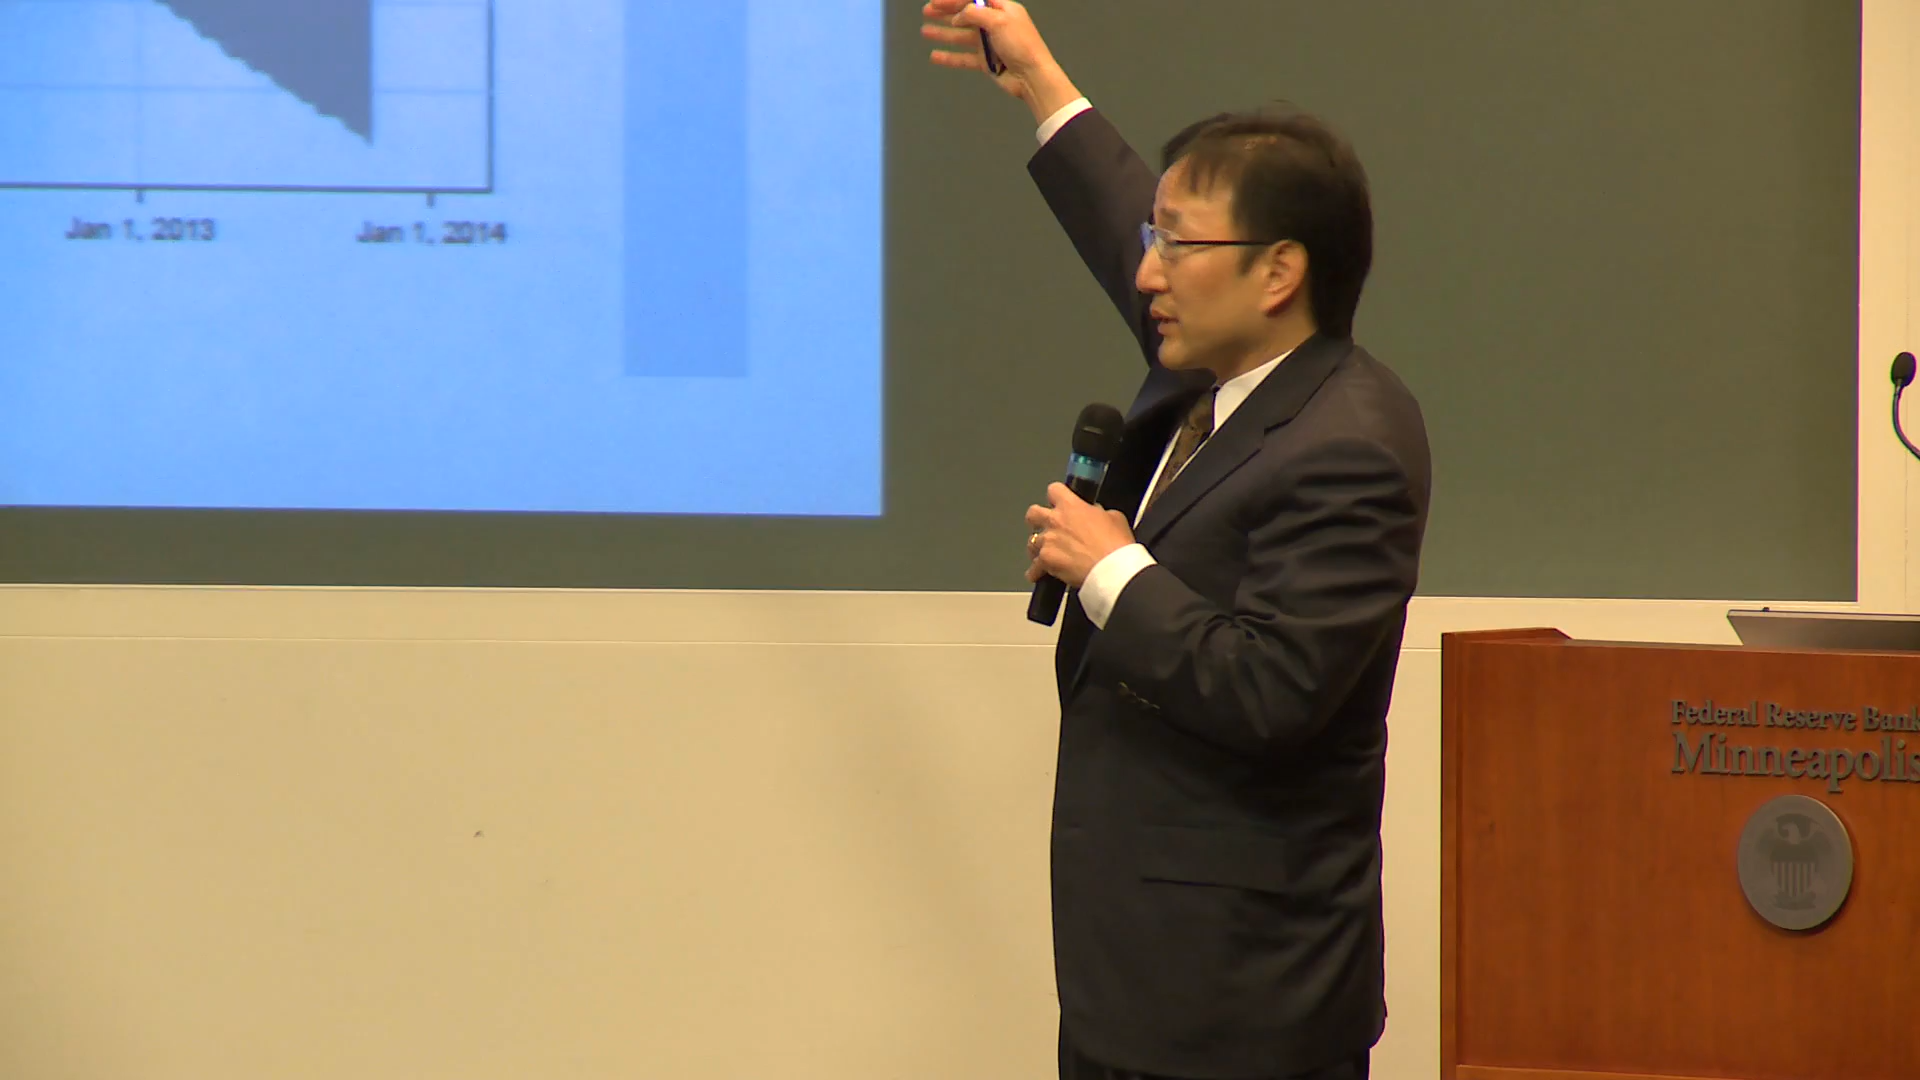 Jan 1, 2013
Jan 1, 2014
Federal Reserve Bank
Minneapolis